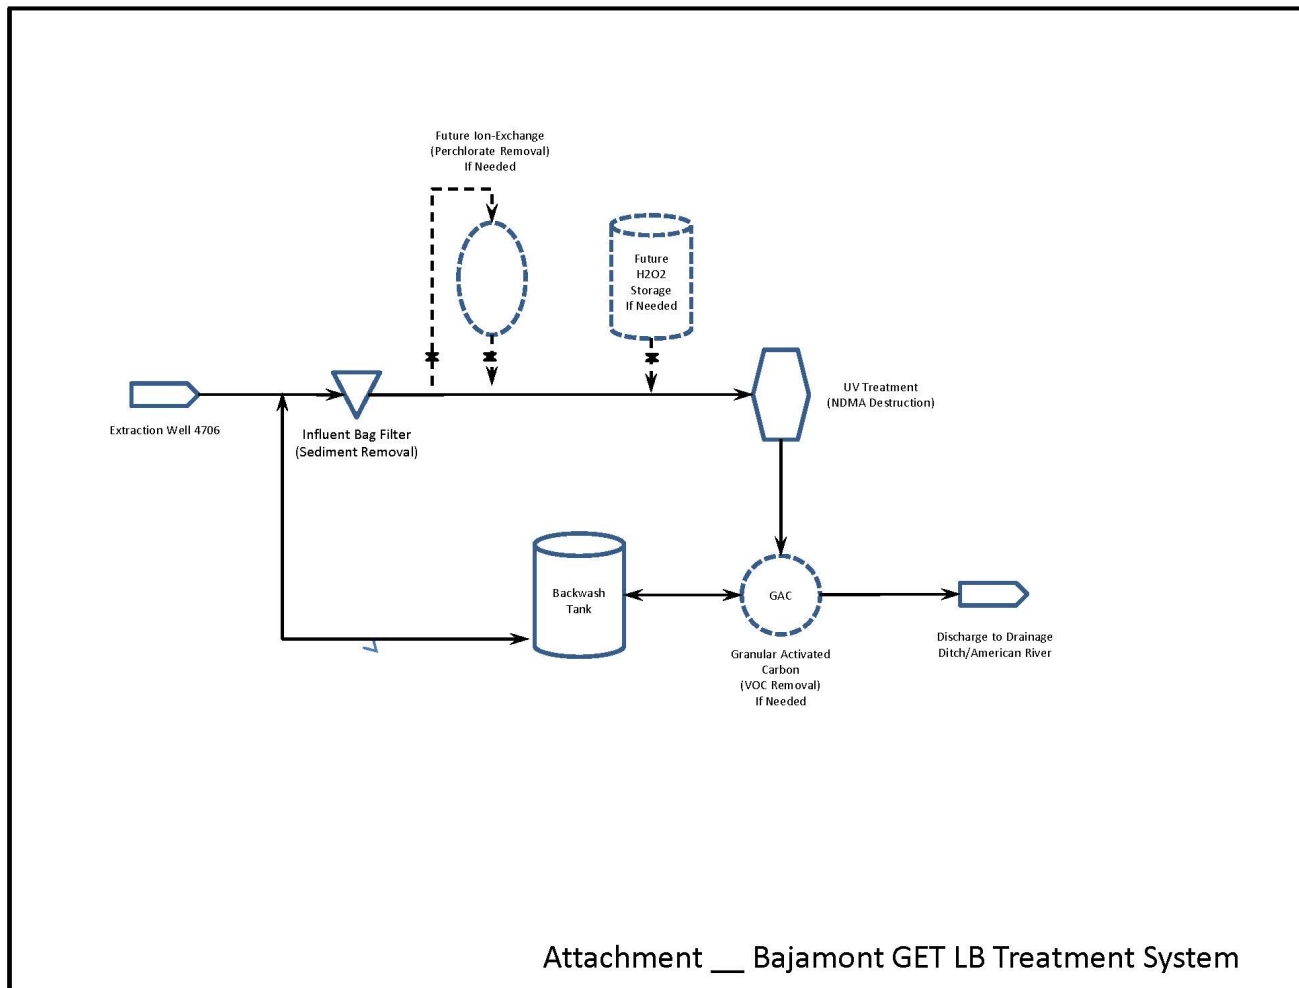 Future Ion-Exchange
(Perchlorate Removal)
If Needed
Future
H2O2
Storage
If Needed
UV Treatment
(NDMA Destruction)
Extraction Well 4706
Influent Bag Filter
(Sediment Removal)
Backwash
Tank
GAC
Granular Activated
Carbon
(VOC Removal)
If Needed
Discharge to Drainage
Ditch/American River
Attachment __ Bajamont GET LB Treatment System